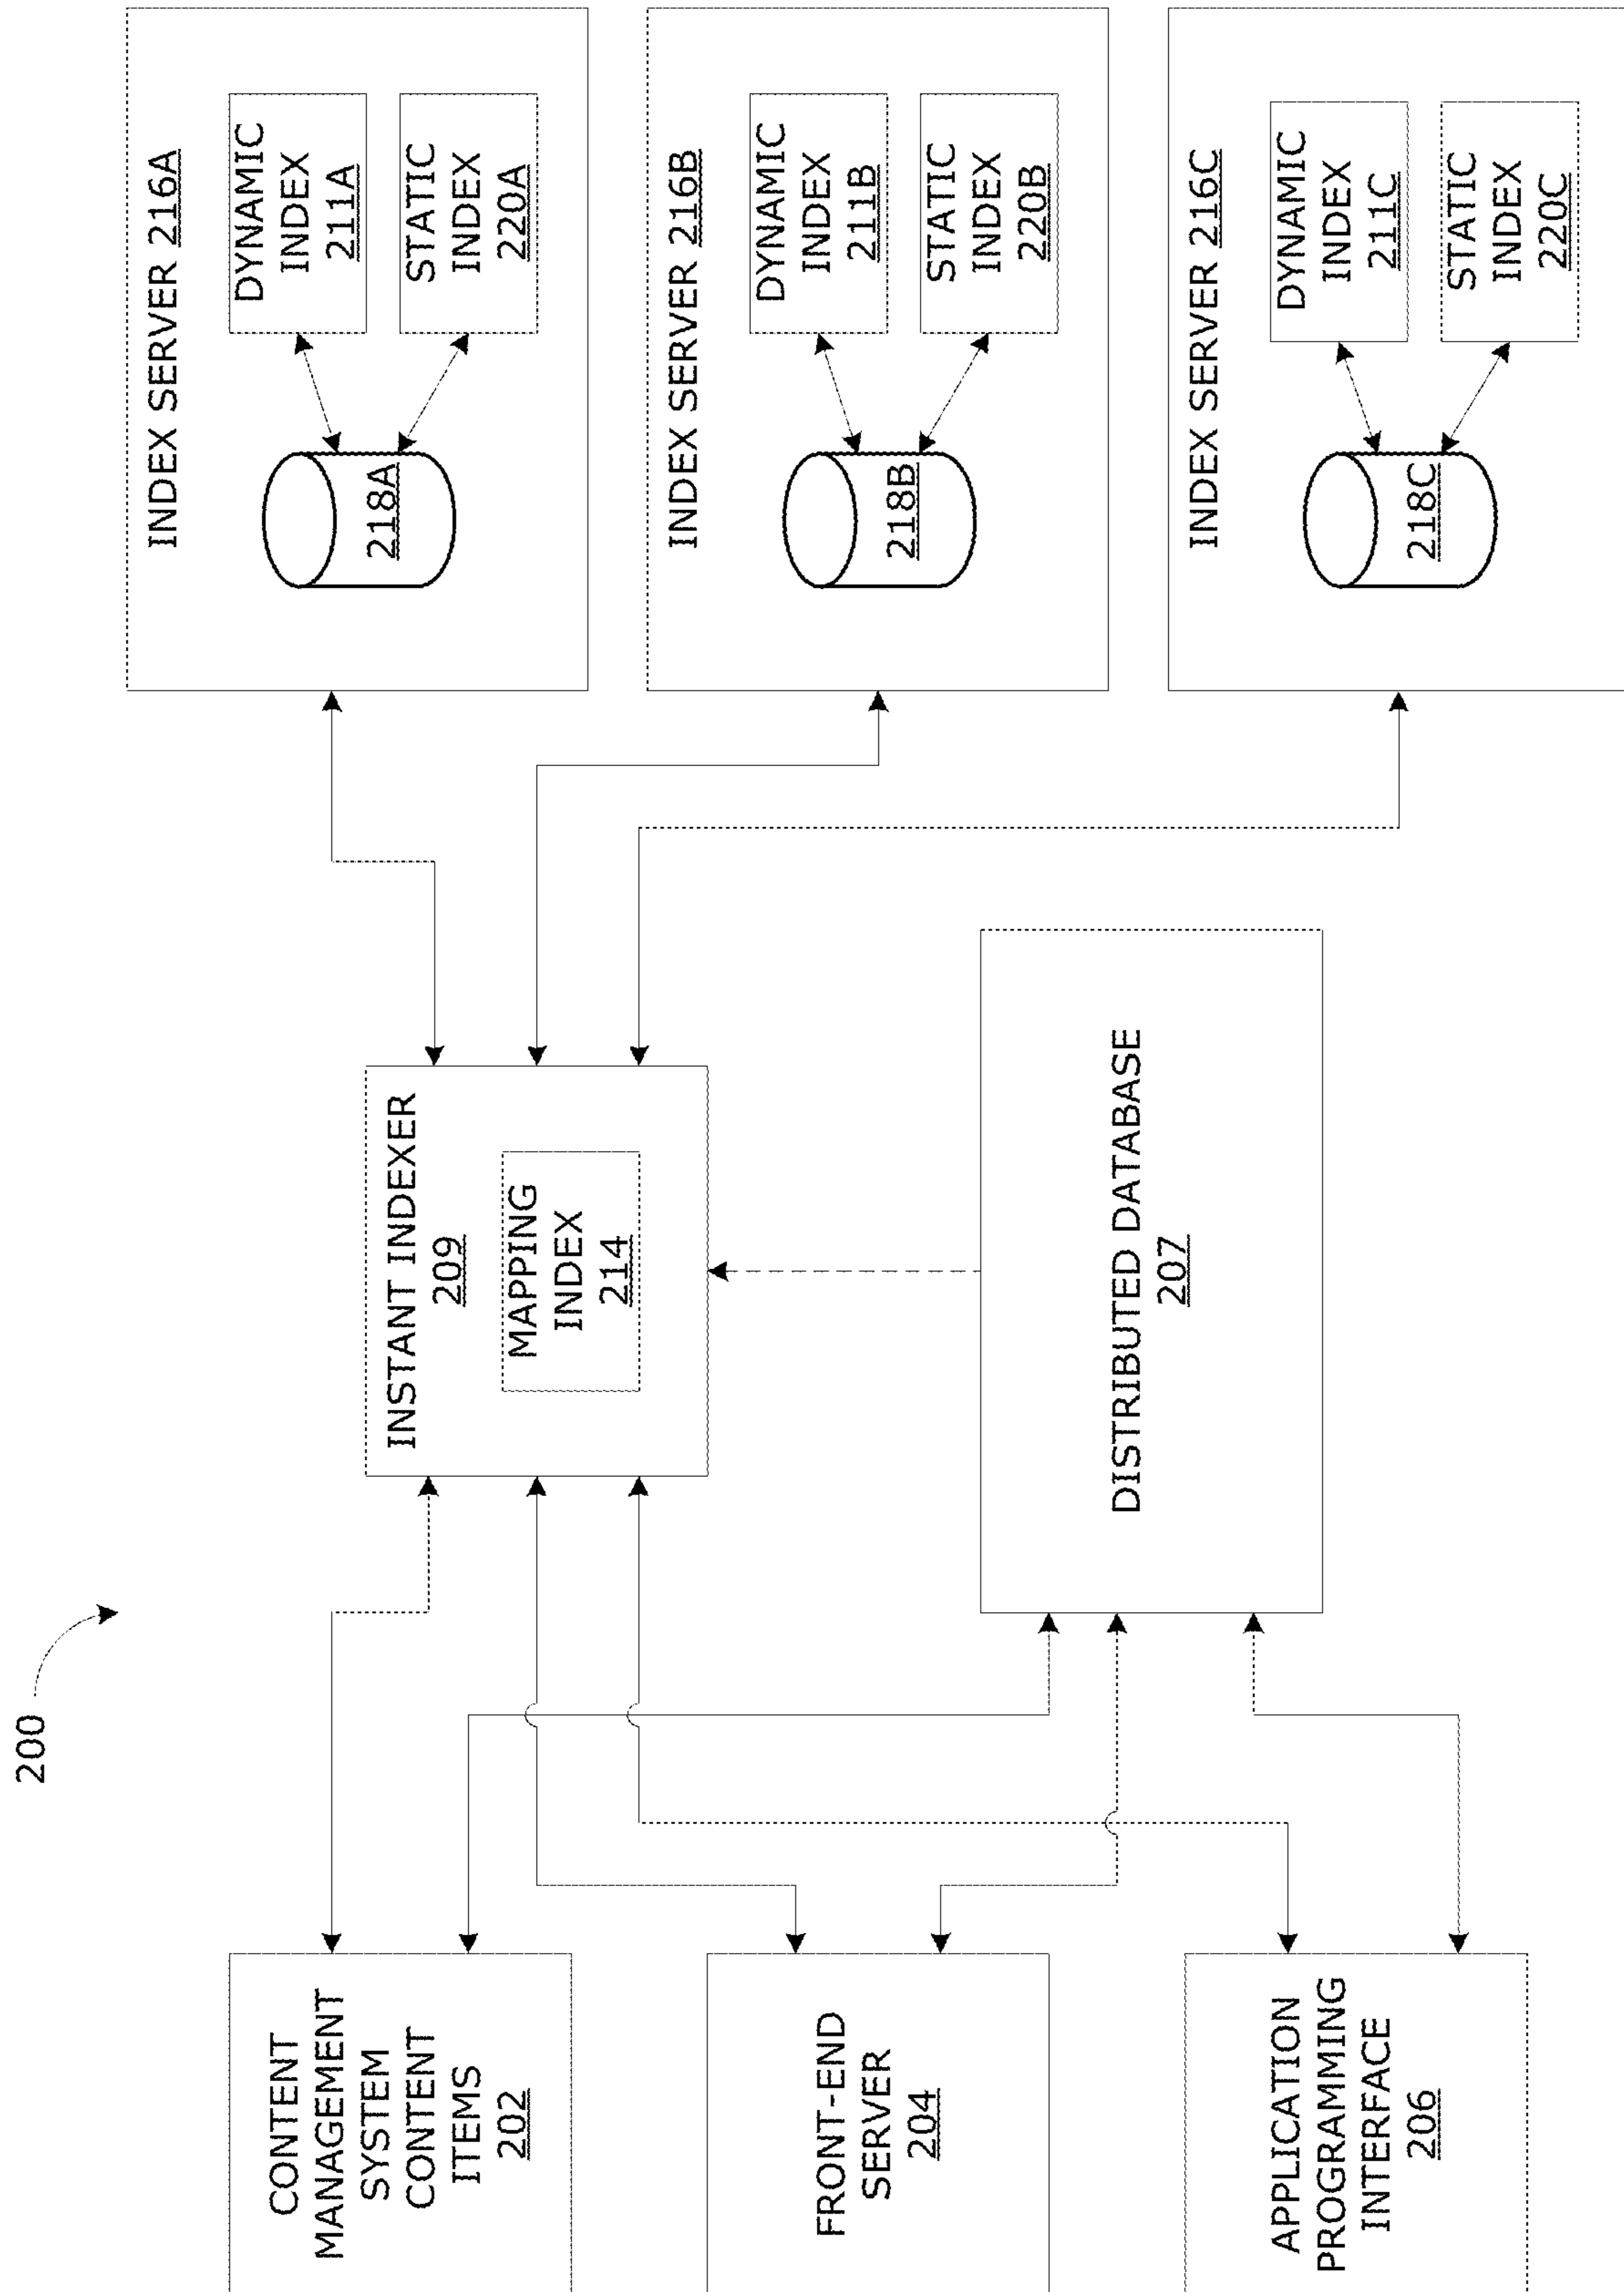 200
CONTENT
MANAGEMENT
SYSTEM
CONTENT
ITEMS
202
FRONT-END
SERVER
204
APPLICATION
PROGRAMMING
INTERFACE
206
INSTANT INDEXER
209
MAPPING
INDEX
214
DISTRIBUTED DATABASE
207
INDEX SERVER 216A
218A
DYNAMIC
INDEX
211A
STATIC
INDEX
220A
INDEX SERVER 216B
218B
DYNAMIC
INDEX
211B
STATIC
INDEX
220B
INDEX SERVER 216C
218C
DYNAMIC
INDEX
211C
STATIC
INDEX
220C